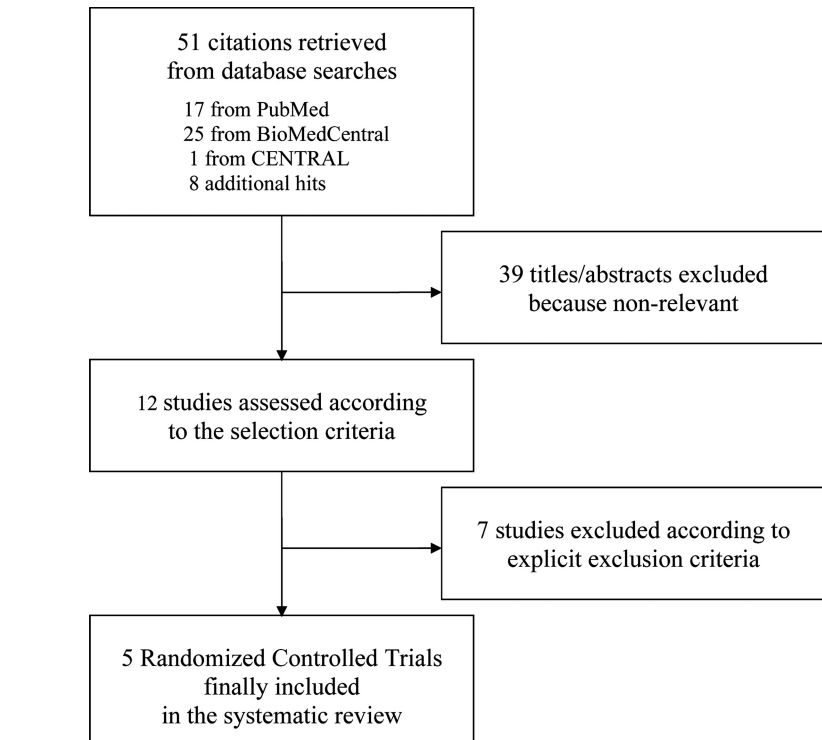 51 citations retrieved
from database searches
17 from PubMed
25 from BioMedCentral
1 from CENTRAL
8 additional hits
39 titles/abstracts excluded
because non-relevant
12 studies assessed according
to the selection criteria
7 studies excluded according to
explicit exclusion criteria
5 Randomized Controlled Trials
finally included
in the systematic review